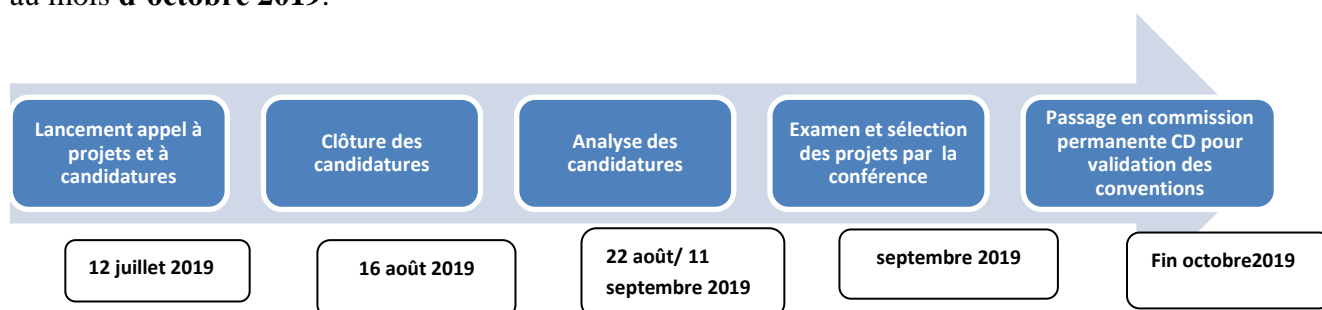 au mois d'octobre 2019.
Lancement appel à
projets et à
candidatures
Clôture des
candidatures
Analyse des
candidatures
Examen et sélection
des projets par la
conférence
Passage en commission
permanente CD pour
validation des
conventions
12 juillet 2019
16 août 2019
22 août/ 11
septembre 2019
septembre 2019
Fin octobre2019